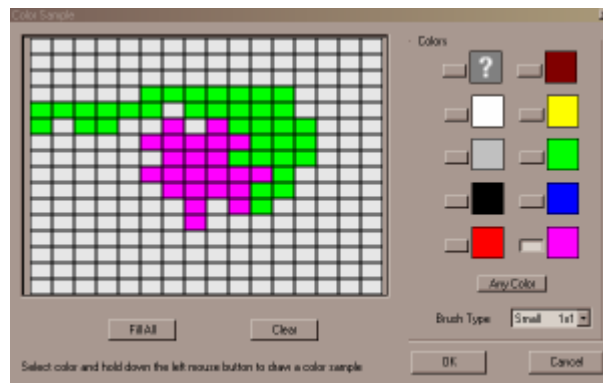 Color Sample
Colors
?
Any Color
Brush Type
Small 1x1
Fill All
Clear
Select color and hold down the left mouse button to draw a color sample
OK
Cancel